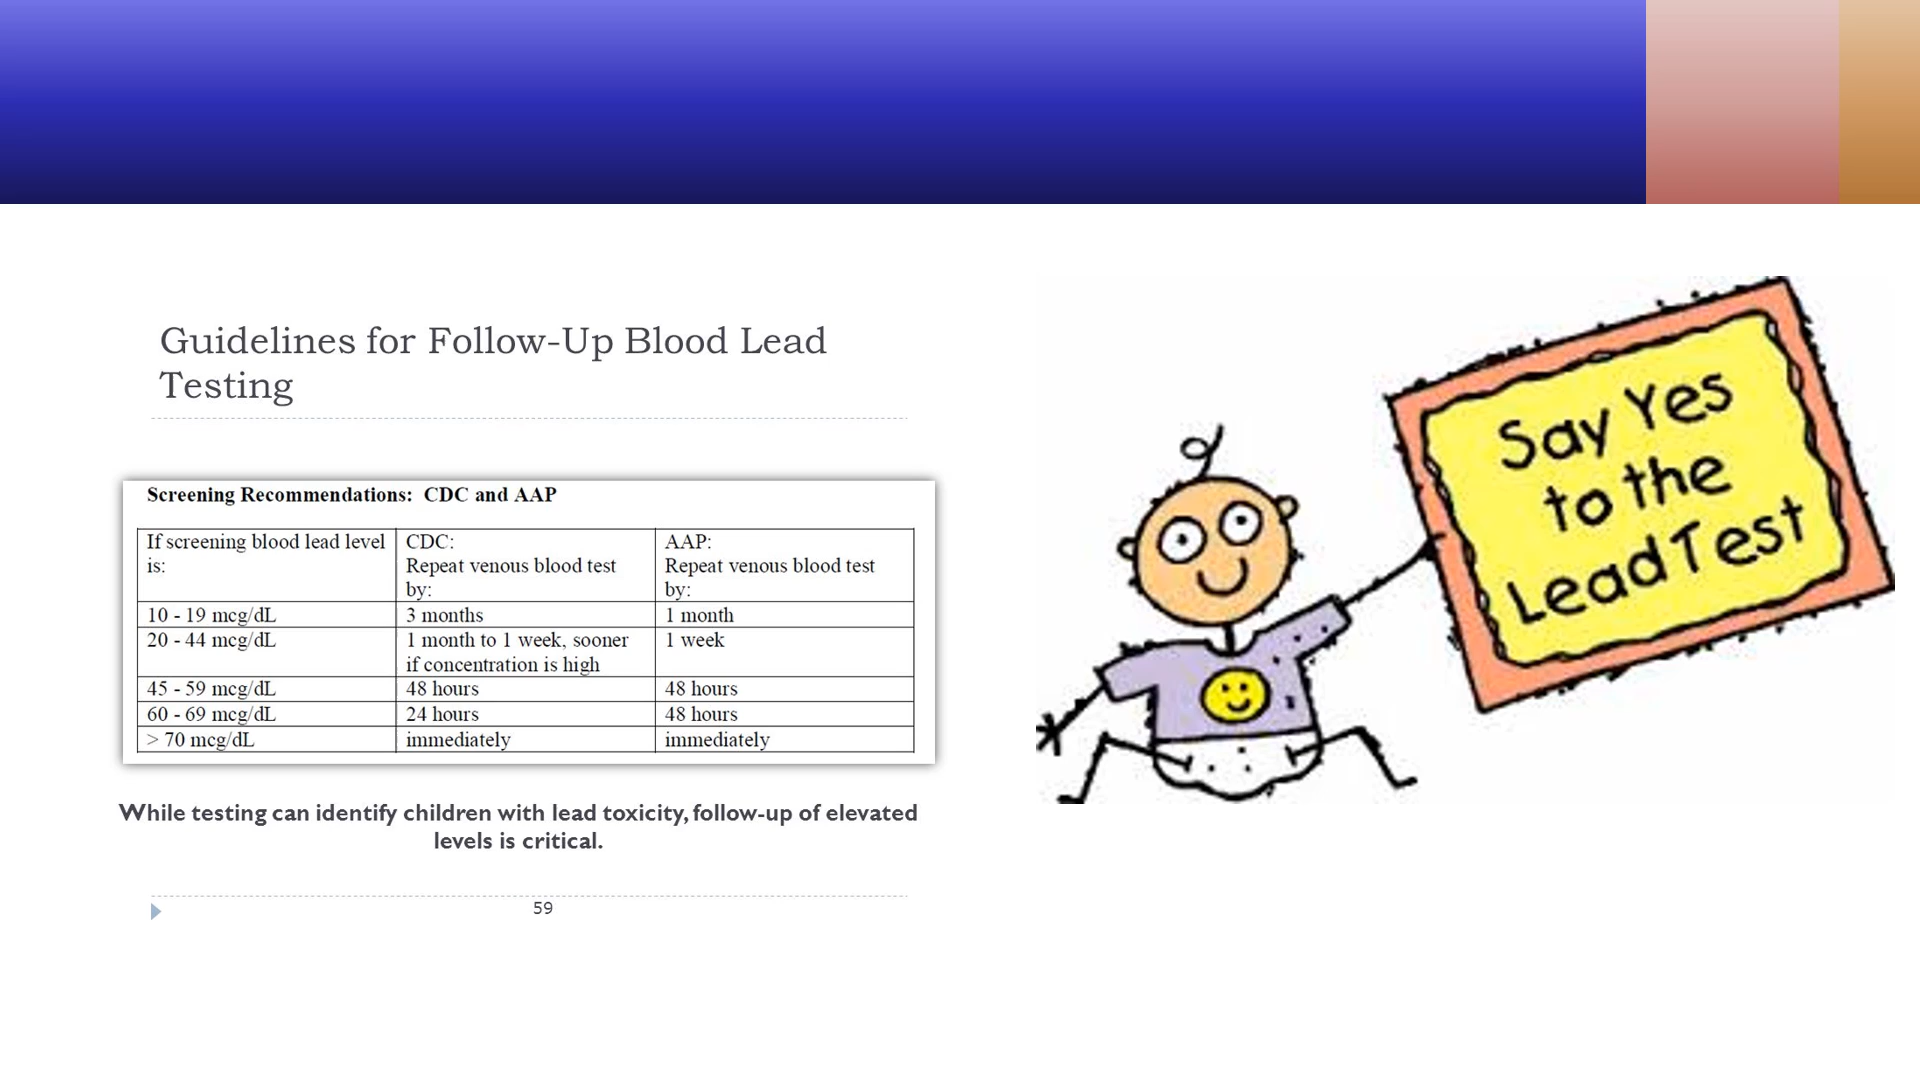 Guidelines for Follow-Up Blood Lead
Testing
Screening Recommendations: CDC and AAP
If screening blood lead level is:
CDC: Repeat venous blood test by:
AAP: Repeat venous blood test by:
10 - 19 mcg/dL
3 months
1 month
20 - 44 mcg/dL
1 month to 1 week, sooner if concentration is high
1 week
45 - 59 mcg/dL
48 hours
48 hours
60 - 69 mcg/dL
24 hours
48 hours
> 70 mcg/dL
immediately
immediately
While testing can identify children with lead toxicity, follow-up of elevated
levels is critical.
59
Say Yes
to the
Lead Test